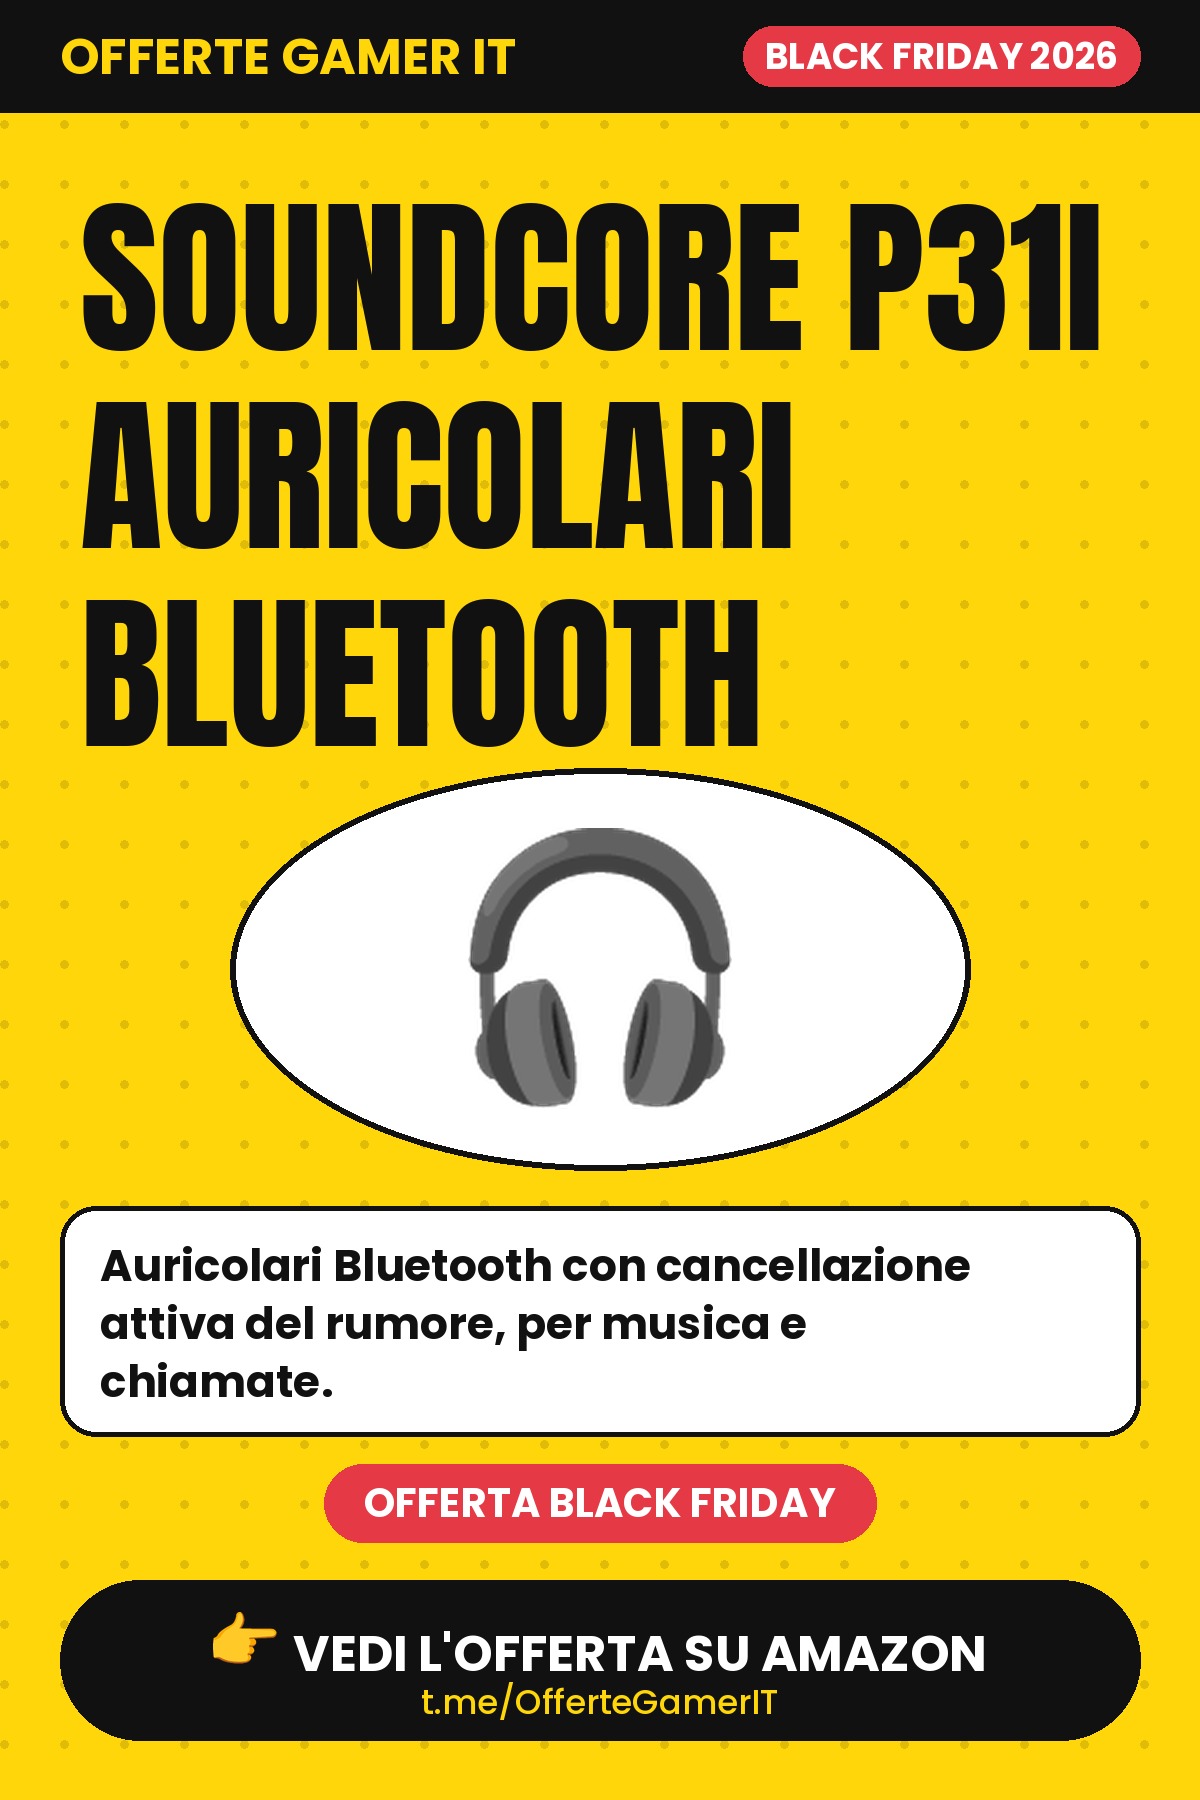 OFFERTE GAMER IT
BLACK FRIDAY 2026
SOUNDCORE P31I
AURICOLARI
BLUETOOTH
Auricolari Bluetooth con cancellazione
attiva del rumore, per musica e
chiamate.
OFFERTA BLACK FRIDAY
👉 VEDI L'OFFERTA SU AMAZON
t.me/OfferteGamerIT